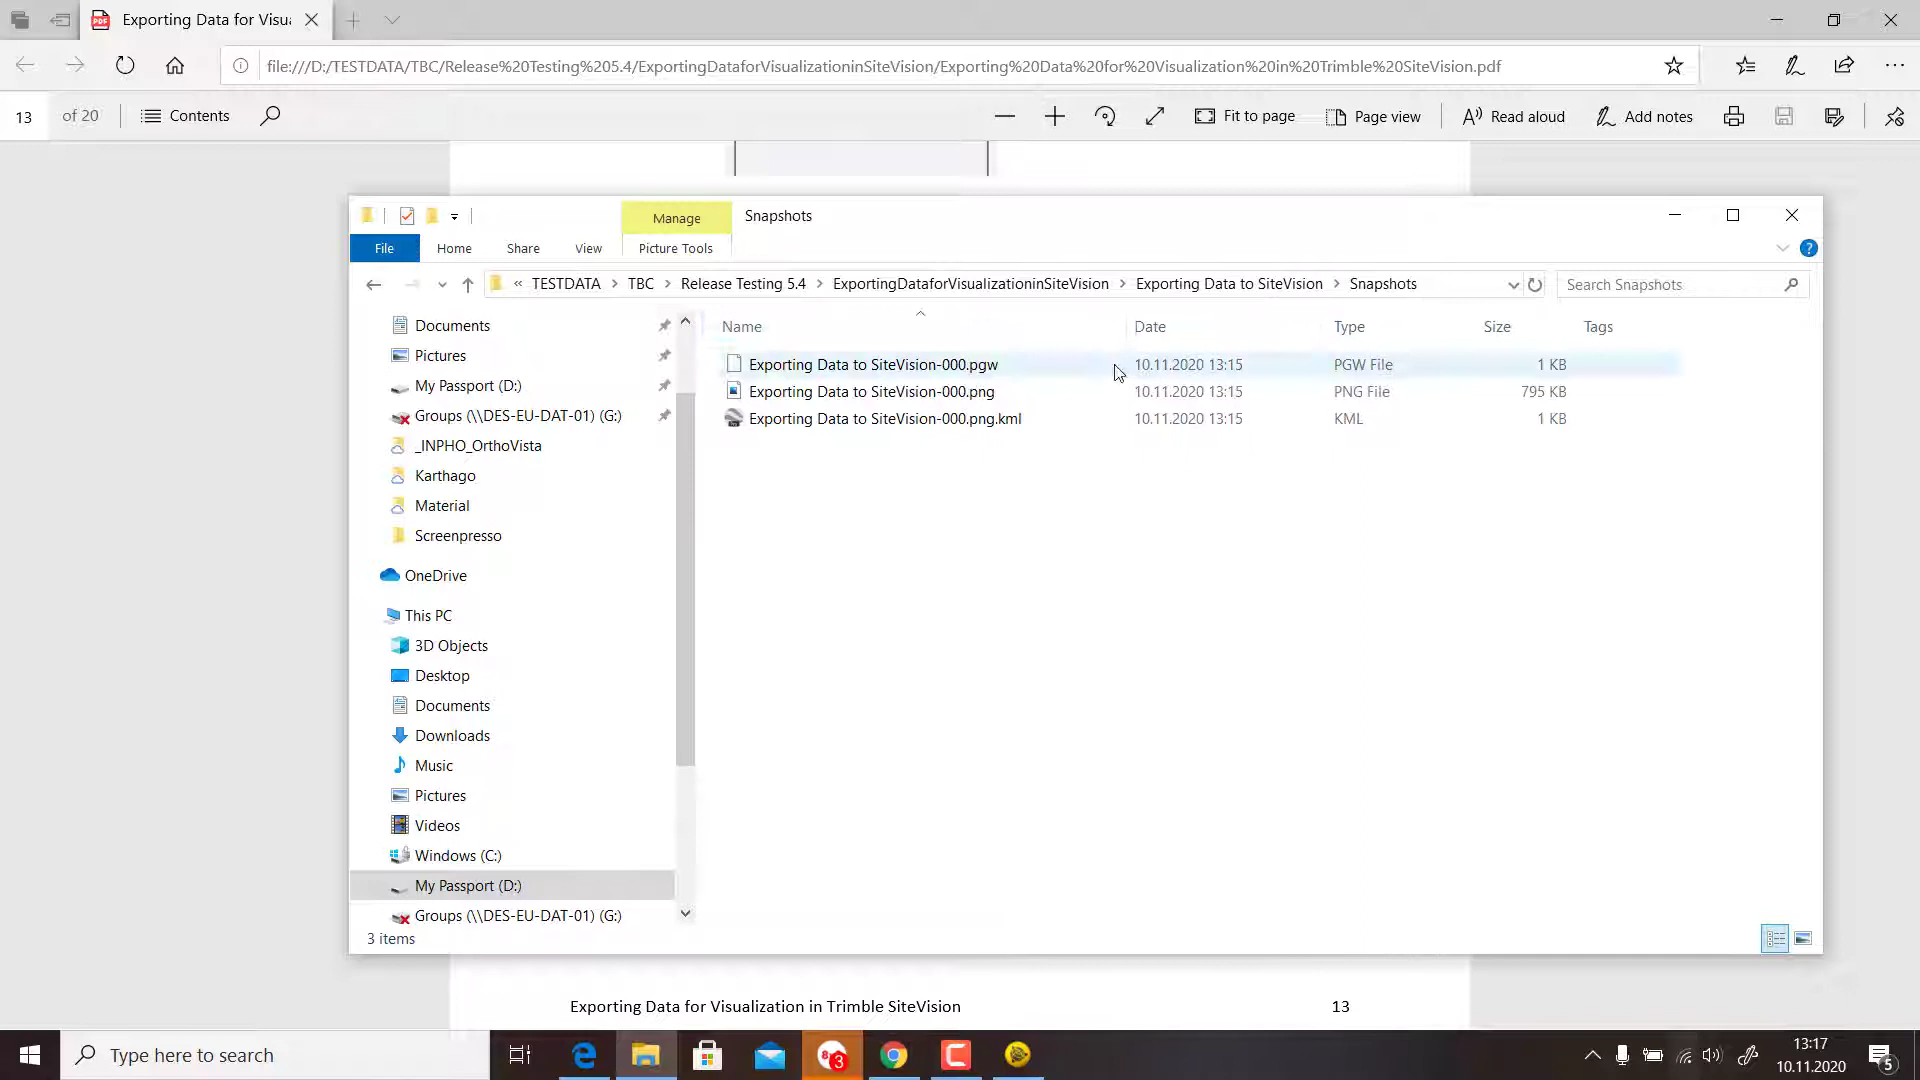 Exporting Data for Visua
file:///D:/TESTDATA/TBC/Release%20Testing%205.4/ExportingDataforVisualizationinSiteVision/Exporting%20Data%20for%20Visualization%20in%20Trimble%20SiteVision.pdf
13 of 20 Contents Fit to page Page view Read aloud Add notes
Manage Snapshots
File Home Share View Picture Tools
« TESTDATA TBC Release Testing 5.4 ExportingDataforVisualizationinSiteVision Exporting Data to SiteVision Snapshots Search Snapshots
Name Date Type Size Tags
Exporting Data to SiteVision-000.pgw 10.11.2020 13:15 PGW File 1 KB
Exporting Data to SiteVision-000.png 10.11.2020 13:15 PNG File 795 KB
Exporting Data to SiteVision-000.png.kml 10.11.2020 13:15 KML 1 KB
Documents
Pictures
My Passport (D:)
Groups (\\DES-EU-DAT-01) (G:)
_INPHO_OrthoVista
Karthago
Material
Screenpresso
OneDrive
This PC
3D Objects
Desktop
Documents
Downloads
Music
Pictures
Videos
Windows (C:)
My Passport (D:)
Groups (\\DES-EU-DAT-01) (G:)
3 items
Exporting Data for Visualization in Trimble SiteVision 13
Type here to search
8 3
13:17
10.11.2020
5